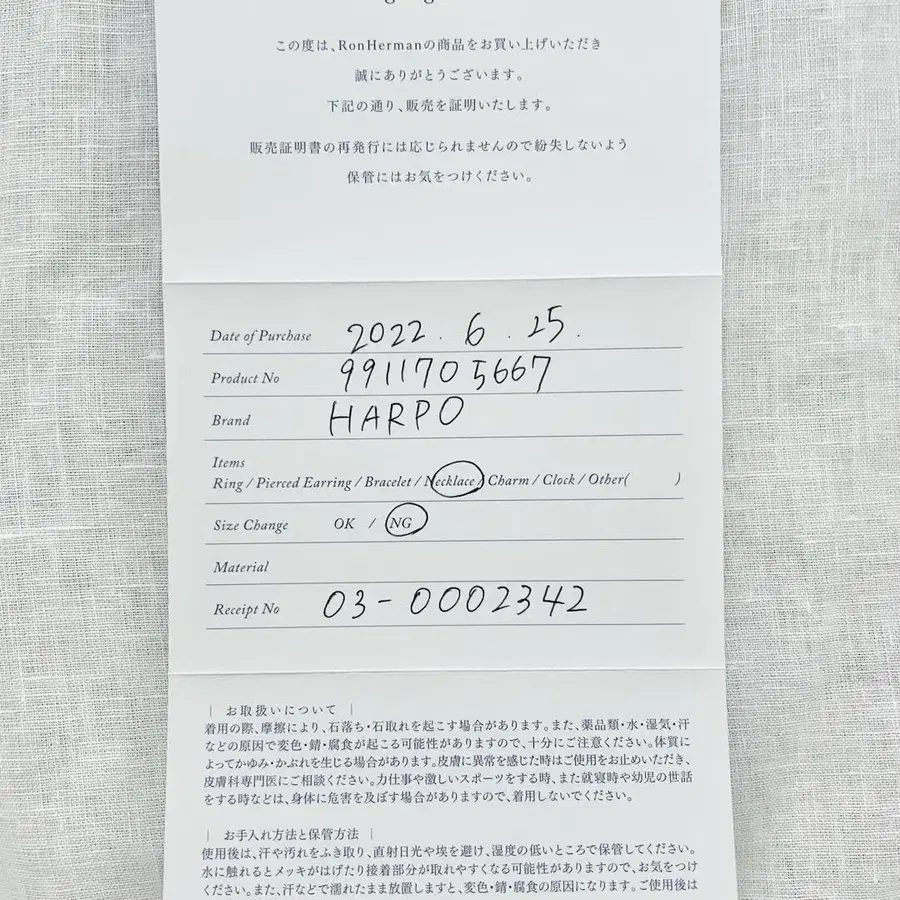 この度は、RonHermanの商品をお買い上げいただき
誠にありがとうございます。
下記の通り、販売を証明いたします。
販売証明書の再発行には応じられませんので紛失しないよう
保管にはお気をつけください。
Date of Purchase 2022.6.25.
Product No 9911705667
Brand HARPO
Items
Ring / Pierced Earring / Bracelet / Necklace / Charm / Clock / Other( )
Size Change OK / NG
Material
Receipt No 03-0002342
| お取扱いについて |
着用の際、摩擦により、石落ち・石取れを起こす場合があります。また、薬品類・水・湿気・汗
などの原因で変色・錆・腐食が起こる可能性がありますので、十分にご注意ください。体質に
よってかゆみ・かぶれを生じる場合があります。皮膚に異常を感じた時はご使用をお止めいただき、
皮膚科専門医にご相談ください。力仕事や激しいスポーツをする時、また就寝時や幼児の世話
をする時などは、身体に危害を及ぼす場合がありますので、着用しないでください。
| お手入れ方法と保管方法 |
使用後は、汗や汚れをふき取り、直射日光や埃を避け、湿度の低いところで保管してください。
水に触れるとメッキがはげたり接着部分が取れやすくなる可能性がありますので、お気をつけ
ください。また、汗などで濡れたまま放置しますと、変色・錆・腐食の原因になります。ご使用後は